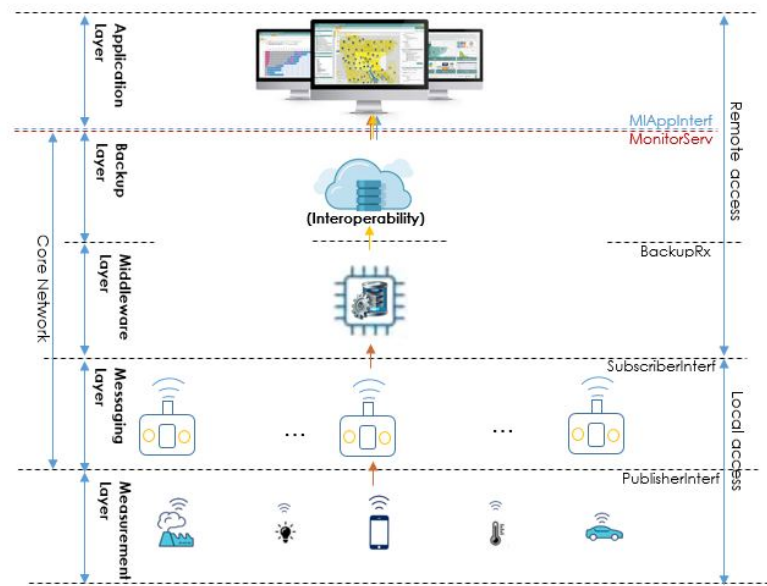 Application
Layer
MIAppInterf
MonitorServ
Remote access
Backup
Layer
(Interoperability)
BackupRx
Core Network
Middleware
Layer
SubscriberInterf
Messaging
Layer
...
...
Local access
PublisherInterf
Measurement
Layer